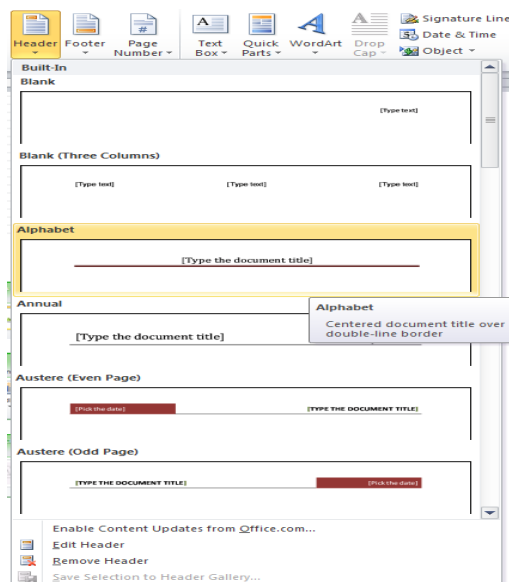 Header Footer Page Number Text Box Quick Parts WordArt Drop Cap Signature Line
Date & Time
Object
Built-In
Blank
[Type text]
Blank (Three Columns)
[Type text] [Type text] [Type text]
Alphabet
[Type the document title]
Annual
[Type the document title]
Alphabet
Centered document title over
double-line border
Austere (Even Page)
[Pick the date] [TYPE THE DOCUMENT TITLE]
Austere (Odd Page)
[TYPE THE DOCUMENT TITLE] [Pick the date]
Enable Content Updates from Office.com...
Edit Header
Remove Header
Save Selection to Header Gallery...